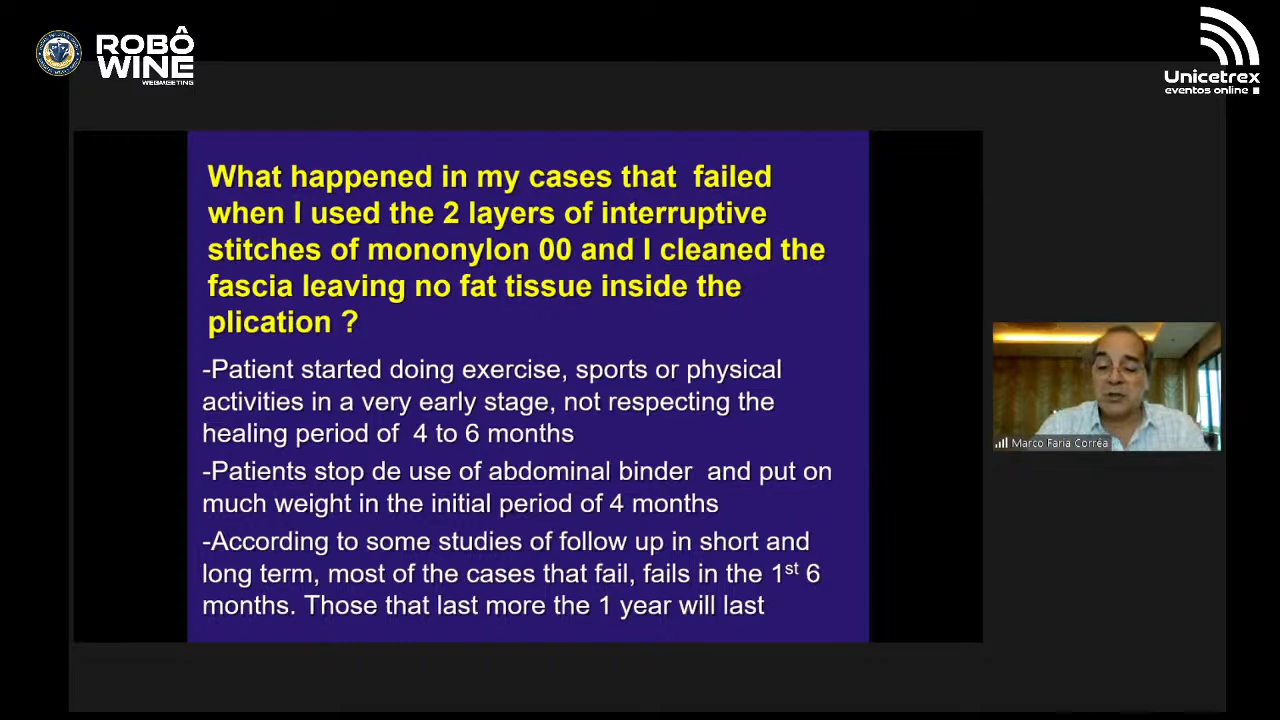 ROBÔ
WINE
WEBMEETING
Unicetrex
eventos online
What happened in my cases that failed
when I used the 2 layers of interruptive
stitches of mononylon 00 and I cleaned the
fascia leaving no fat tissue inside the
plication ?
-Patient started doing exercise, sports or physical
activities in a very early stage, not respecting the
healing period of 4 to 6 months
-Patients stop de use of abdominal binder and put on
much weight in the initial period of 4 months
-According to some studies of follow up in short and
long term, most of the cases that fail, fails in the 1st 6
months. Those that last more the 1 year will last
Marco Faria Corrêa